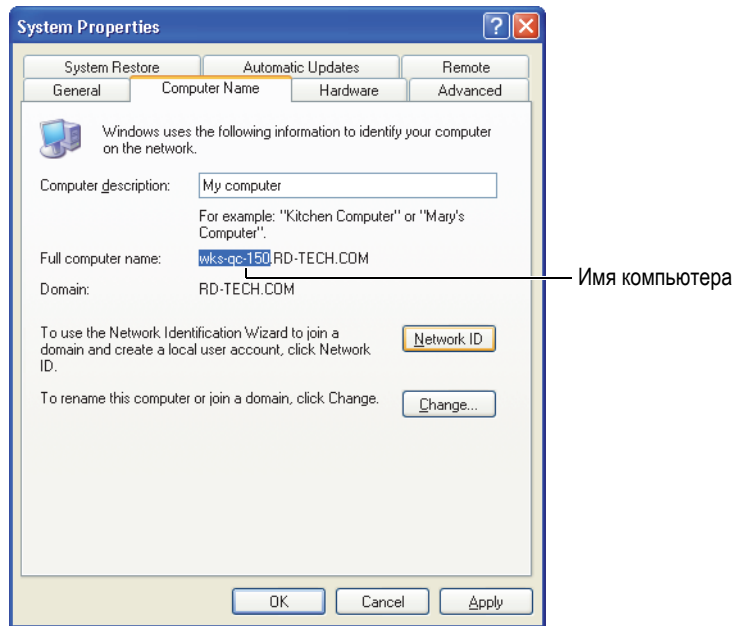 System Properties
System Restore
Automatic Updates
Remote
General
Computer Name
Hardware
Advanced
Windows uses the following information to identify your computer
on the network.
Computer description:
My computer
For example: "Kitchen Computer" or "Mary's
Computer".
Full computer name:
wks-qc-150.RD-TECH.COM
Имя компьютера
Domain:
RD-TECH.COM
To use the Network Identification Wizard to join a
domain and create a local user account, click Network
ID.
Network ID
To rename this computer or join a domain, click Change.
Change...
OK
Cancel
Apply